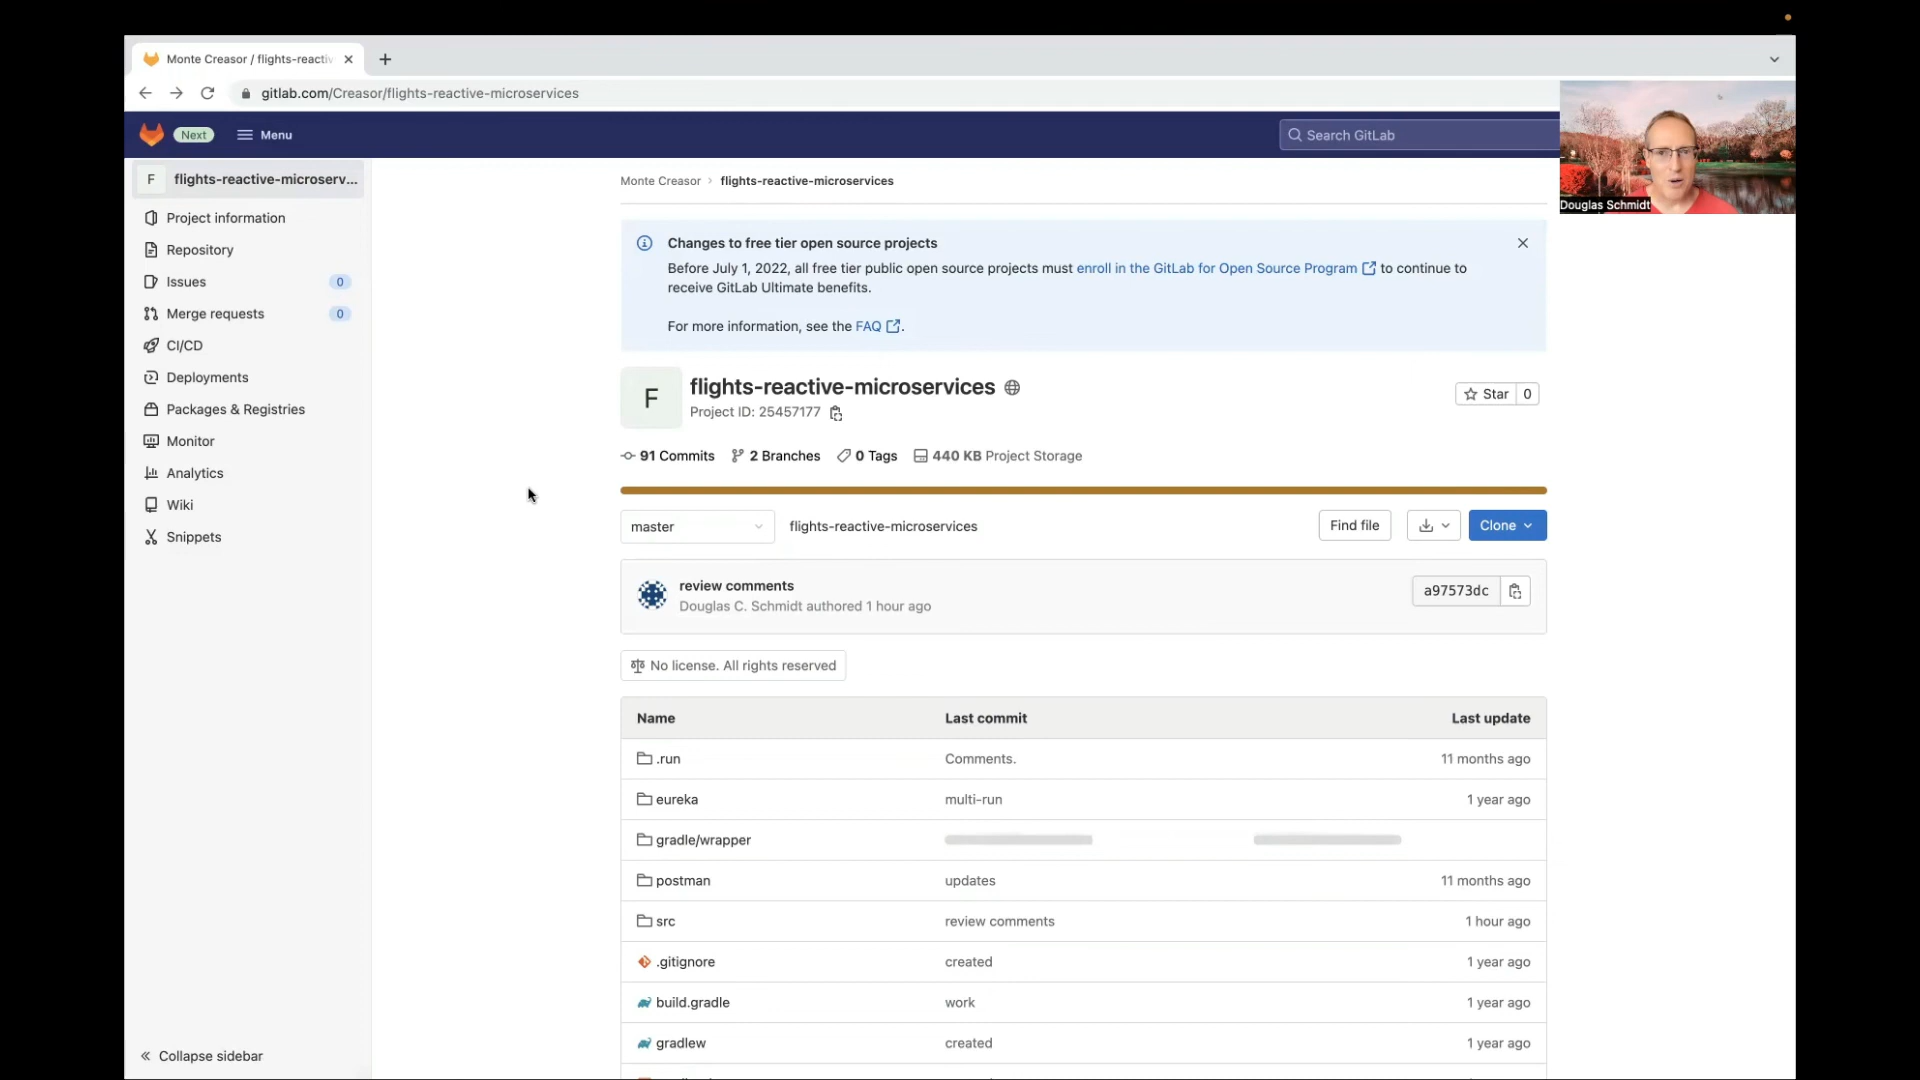 Monte Creasor / flights-reactiv
gitlab.com/Creasor/flights-reactive-microservices
Next
Menu
Search GitLab
Douglas Schmidt
F
flights-reactive-microserv...
Project information
Repository
Issues
0
Merge requests
0
CI/CD
Deployments
Packages & Registries
Monitor
Analytics
Wiki
Snippets
Collapse sidebar
Monte Creasor › flights-reactive-microservices
Changes to free tier open source projects
Before July 1, 2022, all free tier public open source projects must enroll in the GitLab for Open Source Program to continue to
receive GitLab Ultimate benefits.
For more information, see the FAQ .
F
flights-reactive-microservices
Project ID: 25457177
Star 0
91 Commits 2 Branches 0 Tags 440 KB Project Storage
master
flights-reactive-microservices
Find file
Clone
review comments
Douglas C. Schmidt authored 1 hour ago
a97573dc
No license. All rights reserved
Name Last commit Last update
.run Comments. 11 months ago
eureka multi-run 1 year ago
gradle/wrapper
postman updates 11 months ago
src review comments 1 hour ago
.gitignore created 1 year ago
build.gradle work 1 year ago
gradlew created 1 year ago